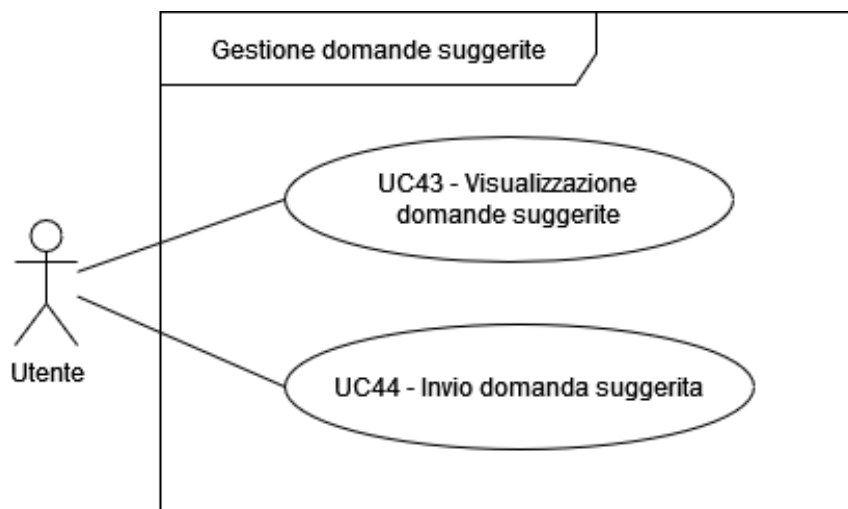 Gestione domande suggerite
UC43 - Visualizzazione
domande suggerite
Utente
UC44 - Invio domanda suggerita